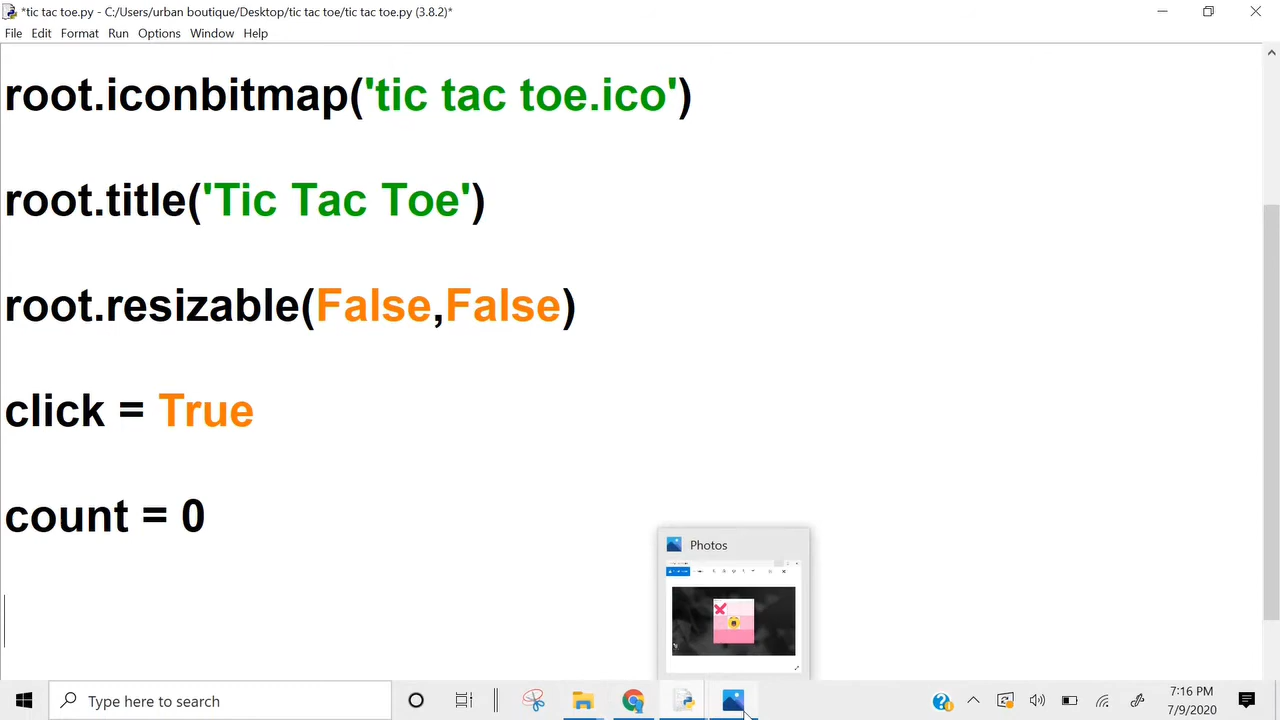 *tic tac toe.py - C:/Users/urban boutique/Desktop/tic tac toe/tic tac toe.py (3.8.2)*
File Edit Format Run Options Window Help
root.iconbitmap('tic tac toe.ico')
root.title('Tic Tac Toe')
root.resizable(False,False)
click = True
count = 0
Photos
Type here to search
7:16 PM
7/9/2020